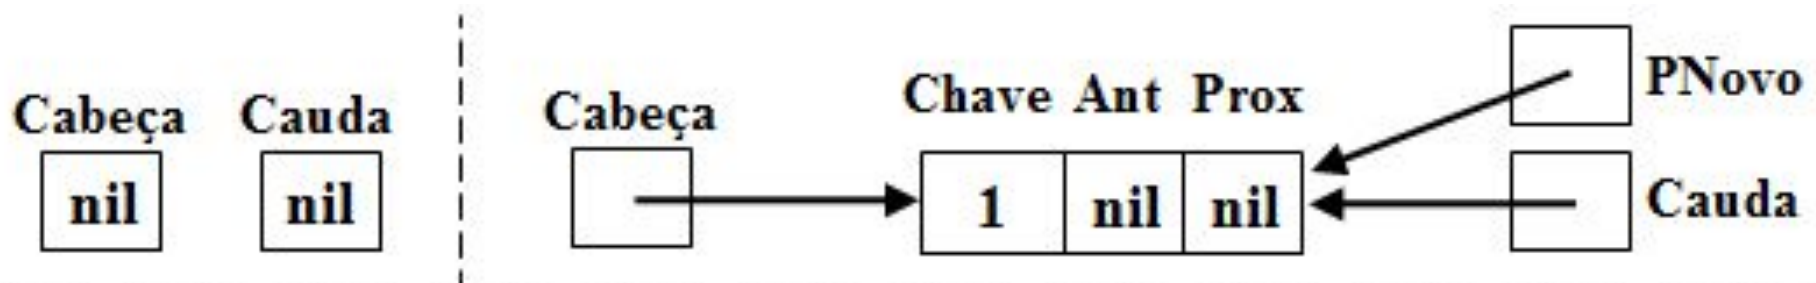 Cabeça Cauda
nil nil
Cabeça
Chave Ant Prox
1 nil nil
PNovo
Cauda